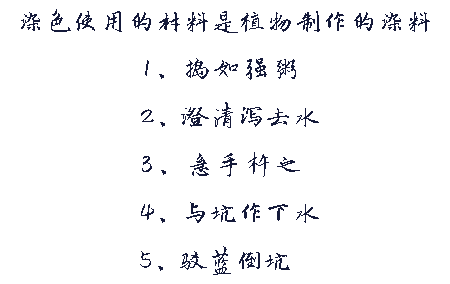 染色使用的材料是植物制作的染料
1、捣如强粥
2、澄清泻去水
3、急手杵之
4、与坑作下水
5、驳蓝倒坑